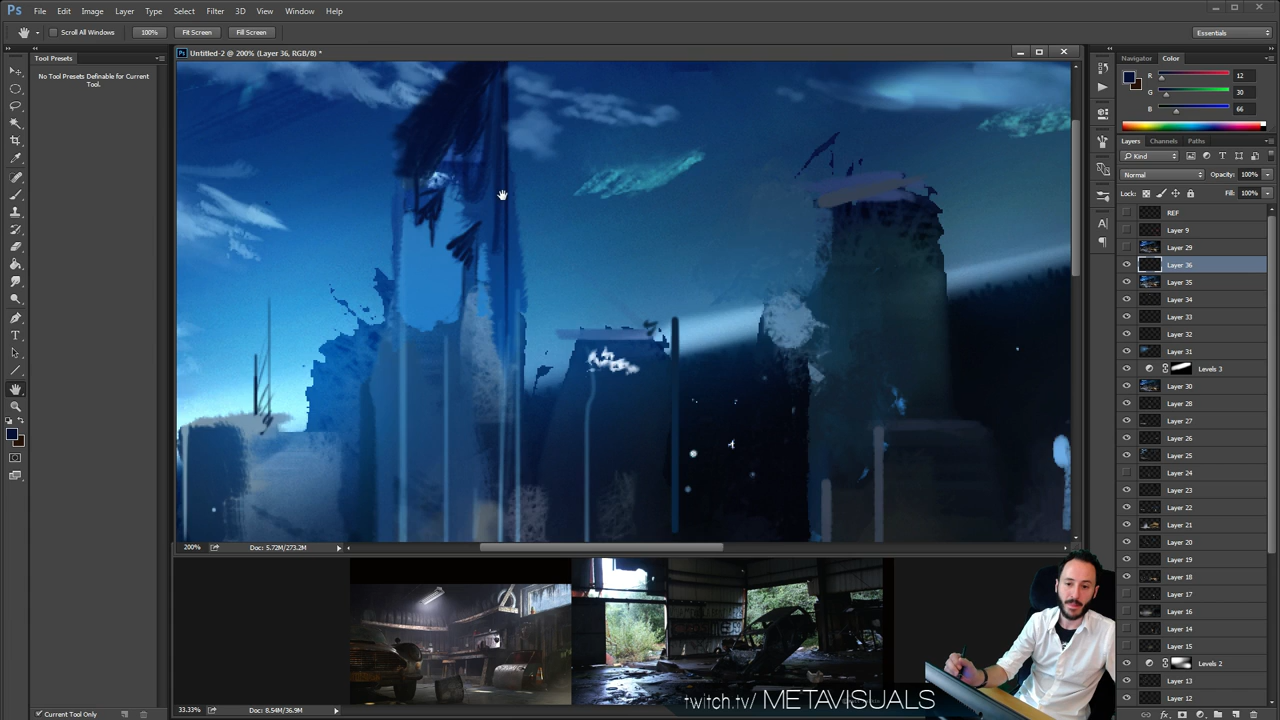 Ps File Edit Image Layer Type Select Filter 3D View Window Help
Scroll All Windows 100% Fit Screen Fill Screen Essentials
Tool Presets
No Tool Presets Definable for Current
Tool.
Untitled-2 @ 200% (Layer 36, RGB/8) *
Navigator Color
R 12
G 30
B 66
Layers Channels Paths
Kind
Normal Opacity: 100%
Lock: Fill: 100%
REF
Layer 9
Layer 29
Layer 36
Layer 35
Layer 34
Layer 33
Layer 32
Layer 31
Levels 3
Layer 30
Layer 28
Layer 27
Layer 26
Layer 25
Layer 24
Layer 23
Layer 22
Layer 21
Layer 20
Layer 19
Layer 18
Layer 17
Layer 16
Layer 14
Layer 15
Levels 2
Layer 13
Layer 12
200% Doc: 5.72M/273.2M
twitch.tv/ METAVISUALS
33.33% Doc: 8.54M/36.9M
Current Tool Only